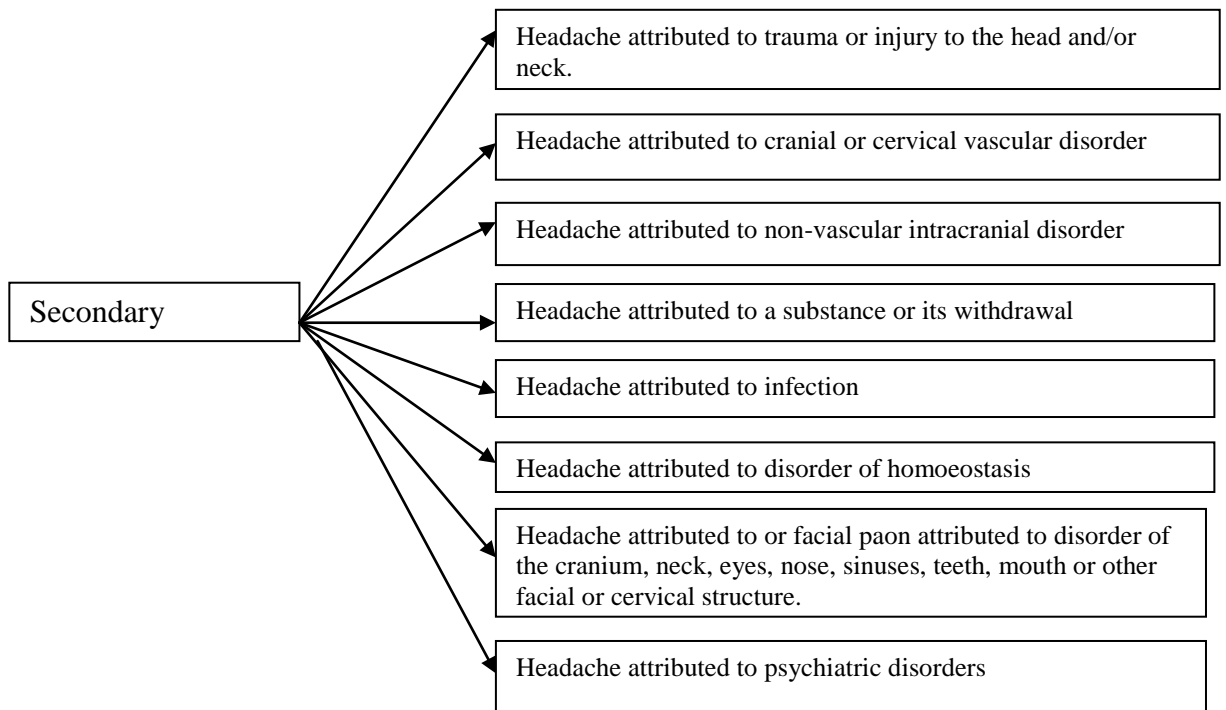 Headache attributed to trauma or injury to the head and/or
neck.
Headache attributed to cranial or cervical vascular disorder
Headache attributed to non-vascular intracranial disorder
Secondary
Headache attributed to a substance or its withdrawal
Headache attributed to infection
Headache attributed to disorder of homoeostasis
Headache attributed to or facial paon attributed to disorder of
the cranium, neck, eyes, nose, sinuses, teeth, mouth or other
facial or cervical structure.
Headache attributed to psychiatric disorders